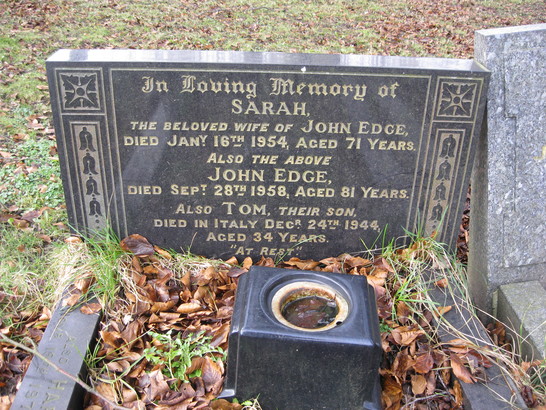 In Loving Memory of
SARAH,
THE BELOVED WIFE OF JOHN EDGE,
DIED JANY 16TH 1954, AGED 71 YEARS.
ALSO THE ABOVE
JOHN EDGE,
DIED SEPT. 28TH 1958, AGED 81 YEARS.
ALSO TOM, THEIR SON,
DIED IN ITALY DECR 24TH 1944,
AGED 34 YEARS.
"AT REST"